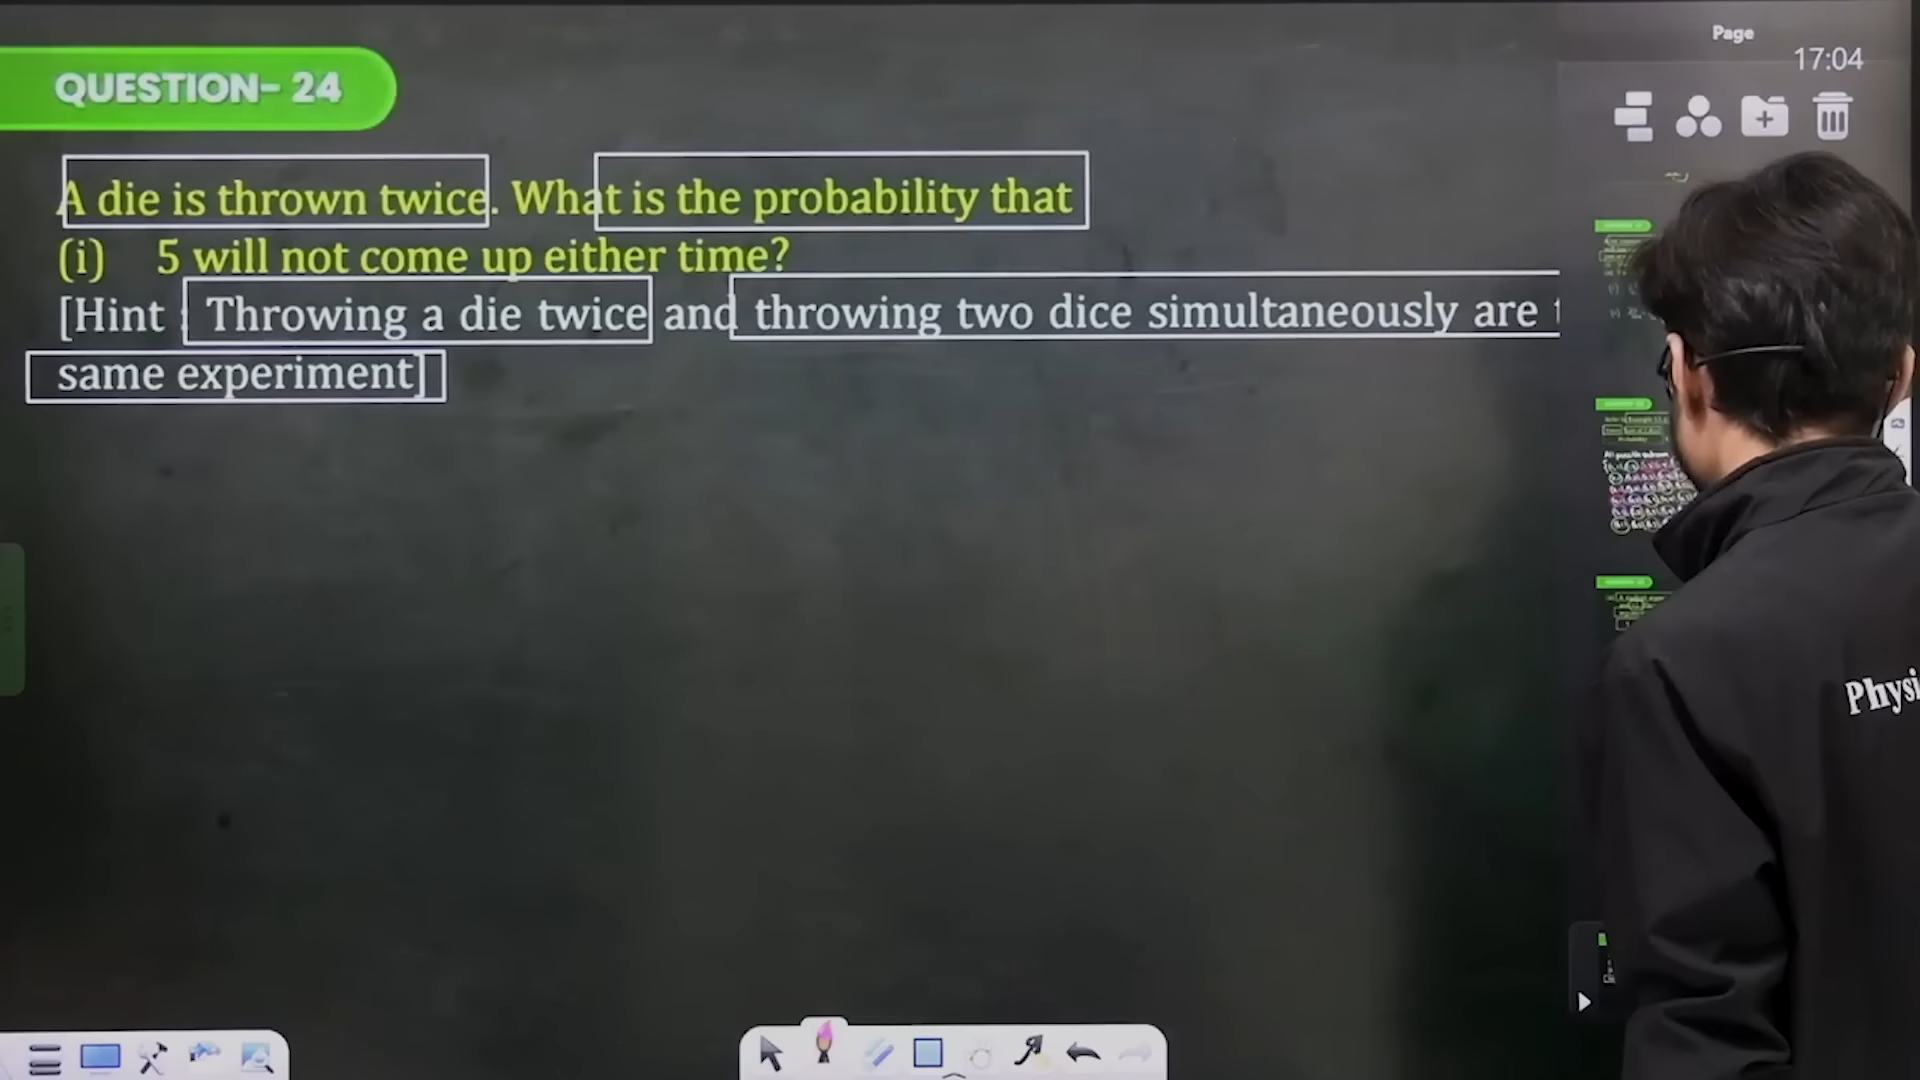 Page
17:04
QUESTION- 24
A die is thrown twice. What is the probability that
(i) 5 will not come up either time?
[Hint : Throwing a die twice and throwing two dice simultaneously are
same experiment]
Physi